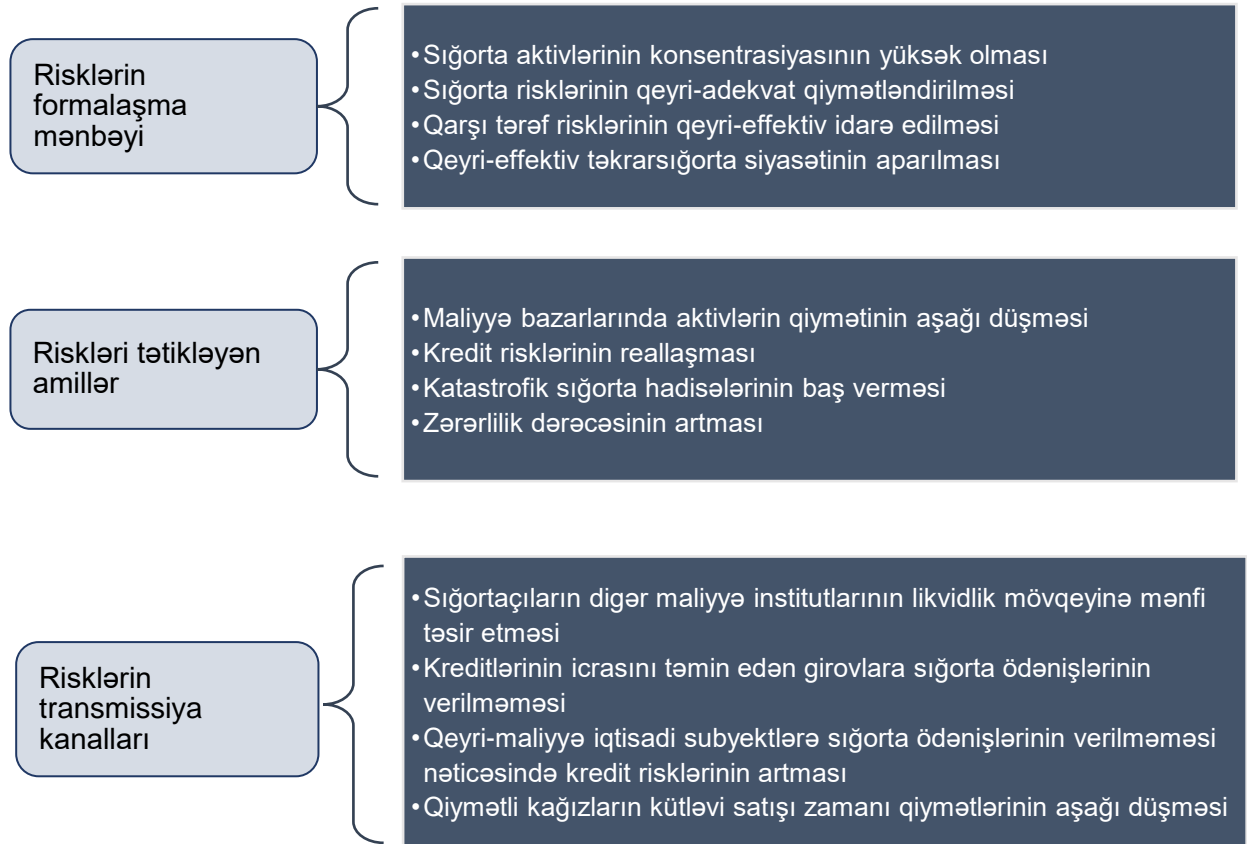 Risklərin
formalaşma
mənbəyi
•Sığorta aktivlərinin konsentrasiyasının yüksək olması
•Sığorta risklərinin qeyri-adekvat qiymətləndirilməsi
•Qarşı tərəf risklərinin qeyri-effektiv idarə edilməsi
•Qeyri-effektiv təkrarsığorta siyasətinin aparılması
Riskləri tətikləyən
amillər
•Maliyyə bazarlarında aktivlərin qiymətinin aşağı düşməsi
•Kredit risklərinin reallaşması
•Katastrofik sığorta hadisələrinin baş verməsi
•Zərərlilik dərəcəsinin artması
Risklərin
transmissiya
kanalları
•Sığortaçıların digər maliyyə institutlarının likvidlik mövqeyinə mənfi
təsir etməsi
•Kreditlərinin icrasını təmin edən girovlara sığorta ödənişlərinin
verilməməsi
•Qeyri-maliyyə iqtisadi subyektlərə sığorta ödənişlərinin verilməməsi
nəticəsində kredit risklərinin artması
•Qiymətli kağızların kütləvi satışı zamanı qiymətlərinin aşağı düşməsi